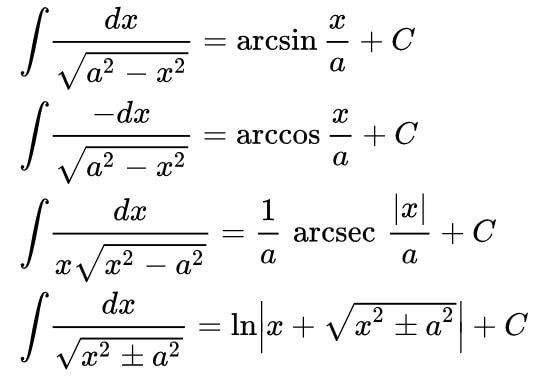 ∫ dx / √(a² − x²) = arcsin x/a + C
∫ −dx / √(a² − x²) = arccos x/a + C
∫ dx / (x√(x² − a²)) = 1/a arcsec |x|/a + C
∫ dx / √(x² ± a²) = ln|x + √(x² ± a²)| + C